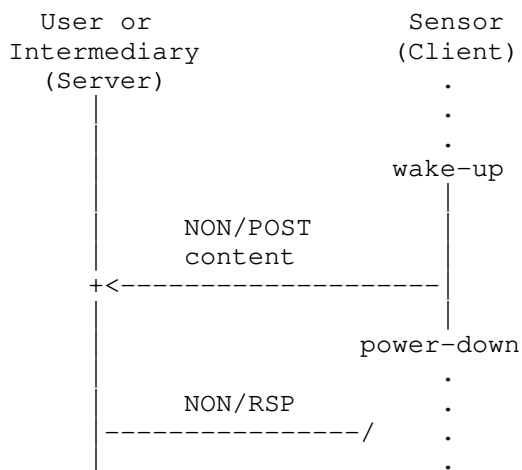 User or Sensor
Intermediary (Client)
(Server)
wake-up
NON/POST
content
power-down
NON/RSP